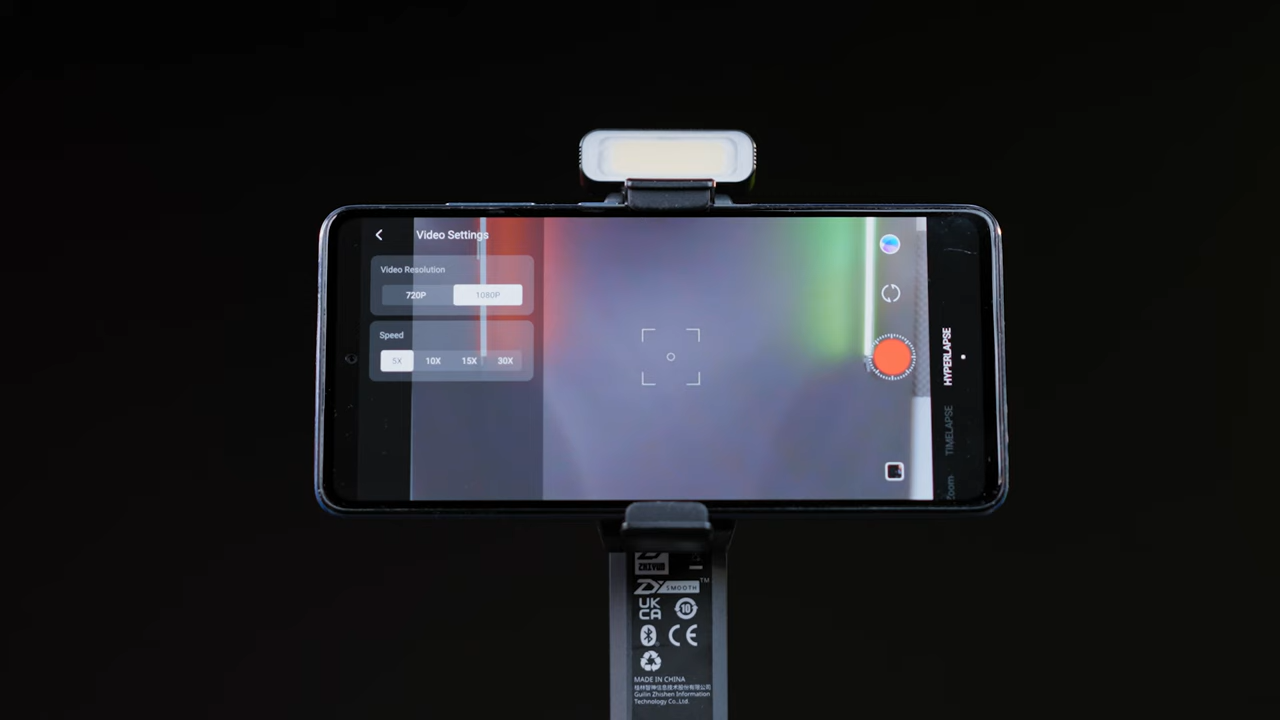 Video Settings
Video Resolution
720P 1080P
Speed
5X 10X 15X 30X
HYPERLAPSE
TIMELAPSE
Zoom
ZHIYUN
SMOOTH TM
UK
CA
10
CE
MADE IN CHINA
桂林智神信息技术股份有限公司
Guilin Zhishen Information
Technology Co.,Ltd.